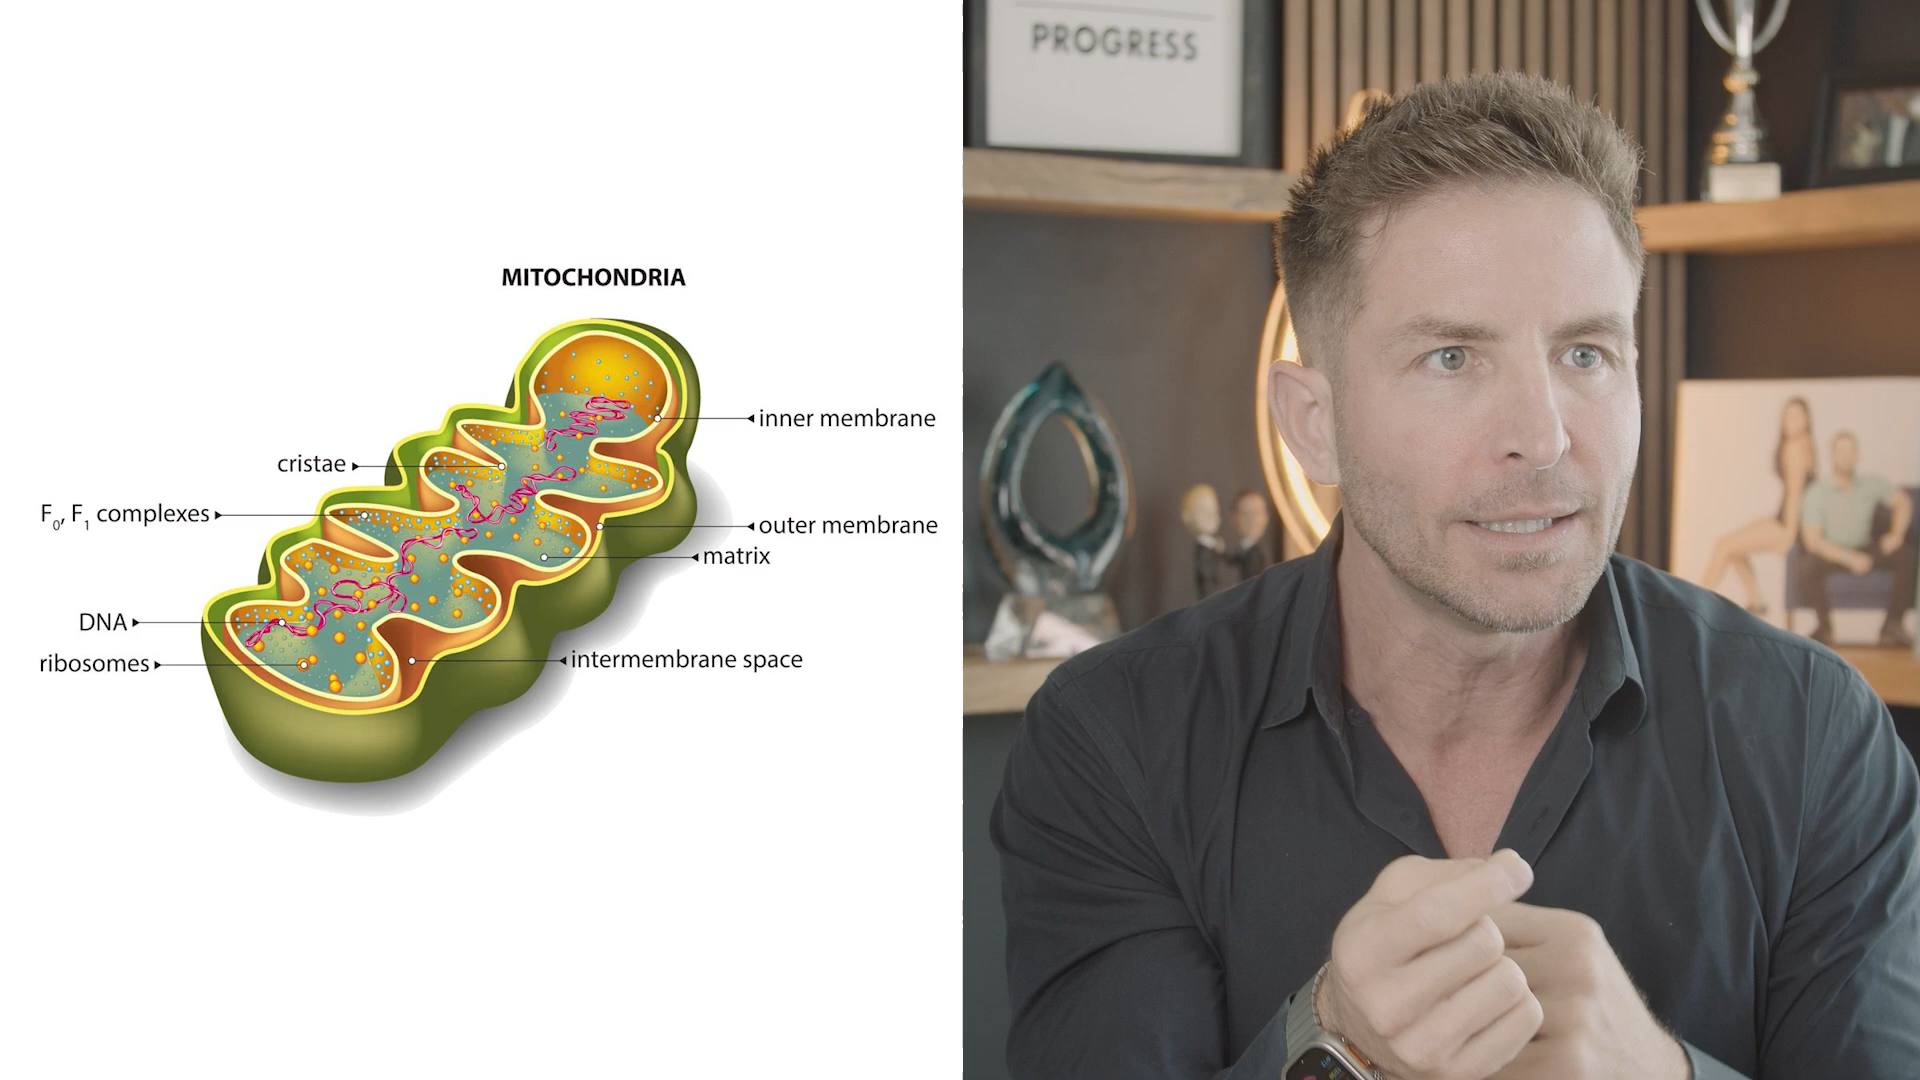 PROGRESS
MITOCHONDRIA
inner membrane
cristae
F₀, F₁ complexes
outer membrane
matrix
DNA
ribosomes
intermembrane space